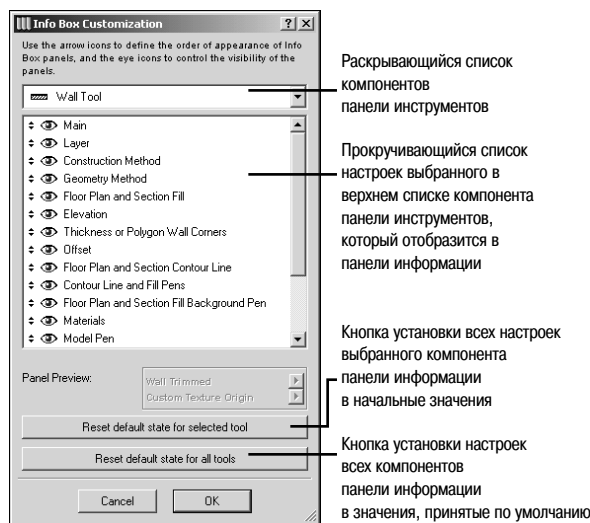 Info Box Customization
Use the arrow icons to define the order of appearance of Info
Box panels, and the eye icons to control the visibility of the
panels.
Wall Tool
Main
Layer
Construction Method
Geometry Method
Floor Plan and Section Fill
Elevation
Thickness or Polygon Wall Corners
Offset
Floor Plan and Section Contour Line
Contour Line and Fill Pens
Floor Plan and Section Fill Background Pen
Materials
Model Pen
Panel Preview:
Wall Trimmed
Custom Texture Origin
Reset default state for selected tool
Reset default state for all tools
Cancel
OK
Раскрывающийся список
компонентов
панели инструментов
Прокручивающийся список
настроек выбранного в
верхнем списке компонента
панели инструментов,
который отобразится в
панели информации
Кнопка установки всех настроек
выбранного компонента
панели информации
в начальные значения
Кнопка установки настроек
всех компонентов
панели информации
в значения, принятые по умолчанию